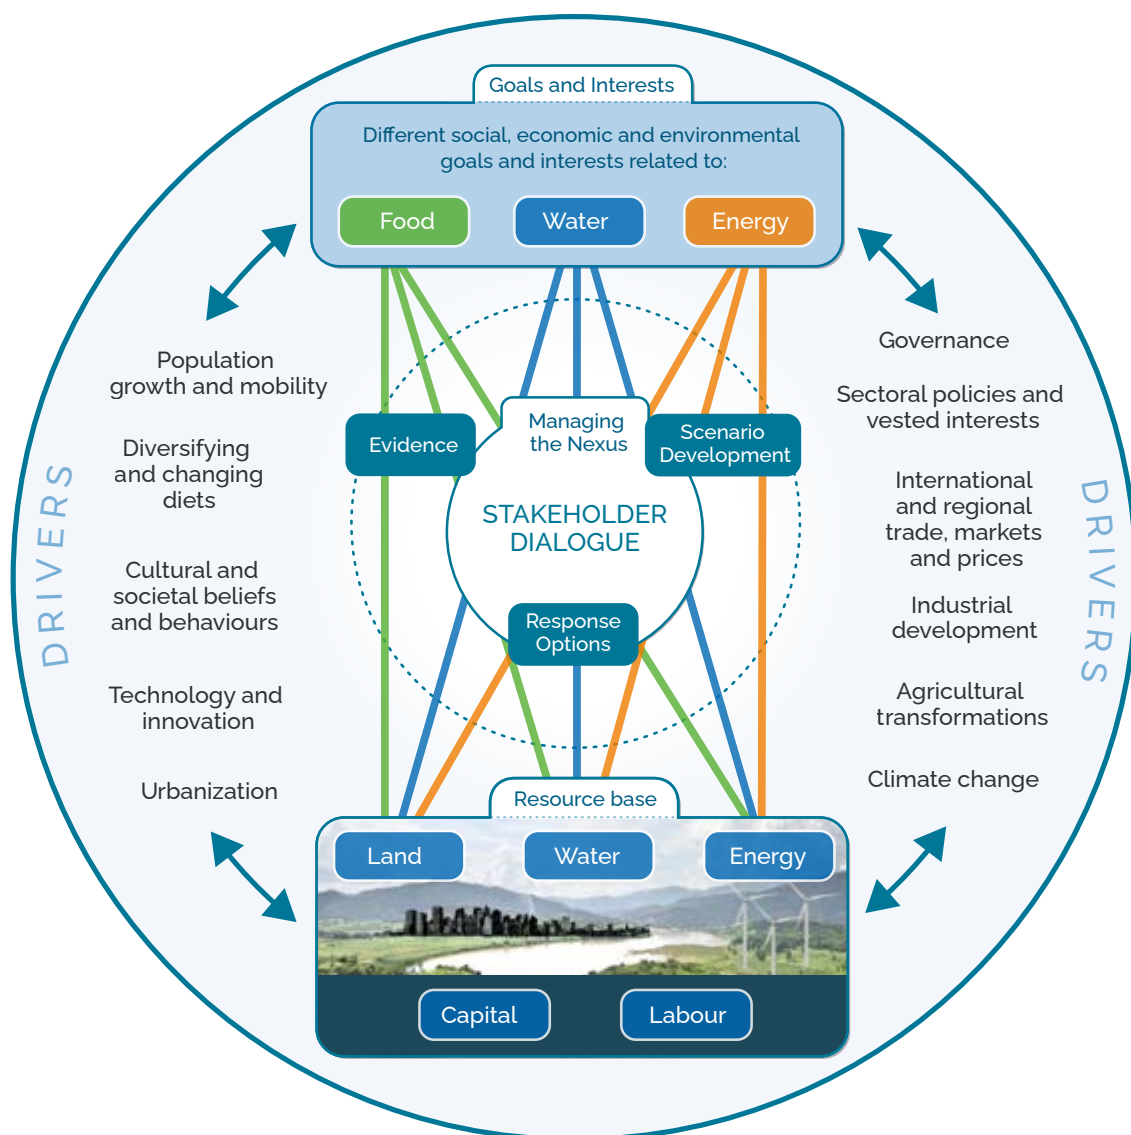 Goals and Interests
Different social, economic and environmental
goals and interests related to:
Food
Water
Energy
DRIVERS
Population
growth and mobility
Diversifying
and changing
diets
Cultural and
societal beliefs
and behaviours
Technology and
innovation
Urbanization
Evidence
Managing
the Nexus
Scenario
Development
STAKEHOLDER
DIALOGUE
Response
Options
Governance
Sectoral policies and
vested interests
International
and regional
trade, markets
and prices
Industrial
development
Agricultural
transformations
Climate change
DRIVERS
Resource base
Land
Water
Energy
Capital
Labour